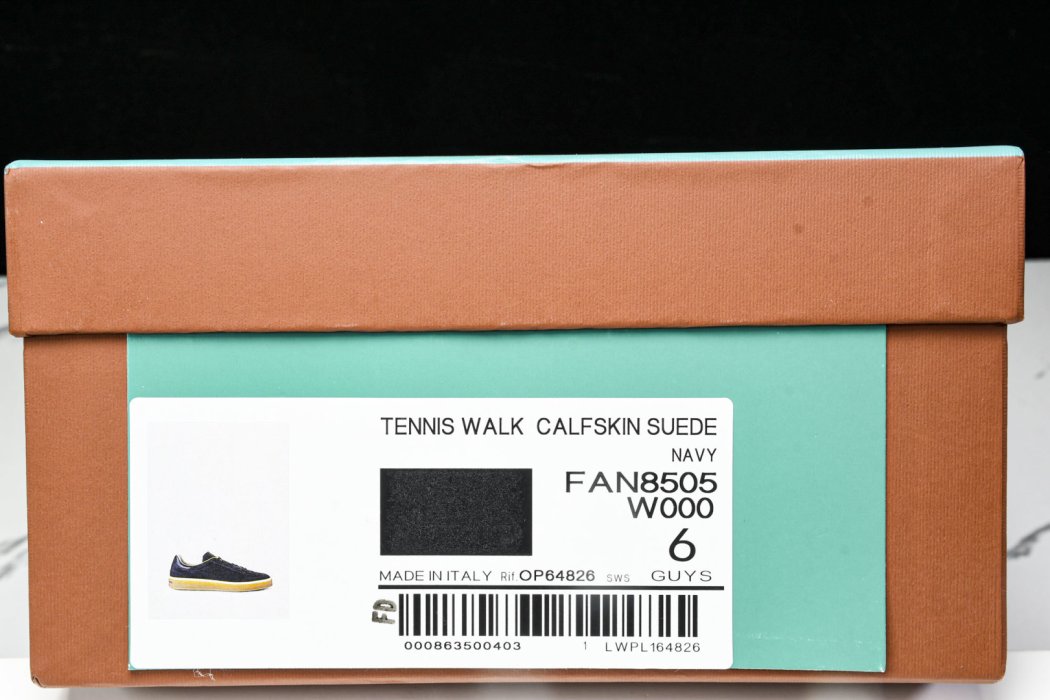 TENNIS WALK CALFSKIN SUEDE
NAVY
FAN8505
W000
6
MADE IN ITALY Rif. OP64826 SWS GUYS
FD
000863500403 1 LWPL164826